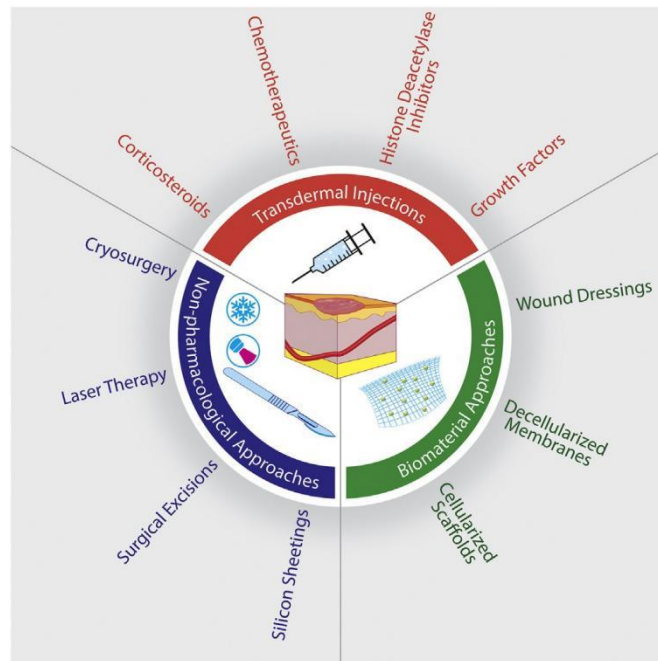 Corticosteroids
Chemotherapeutics
Histone Deacetylase
Inhibitors
Growth Factors
Transdermal Injections
Cryosurgery
Laser Therapy
Surgical Excisions
Silicon Sheetings
Non-pharmacological Approaches
Wound Dressings
Decellularized
Membranes
Cellularized
Scaffolds
Biomaterial Approaches